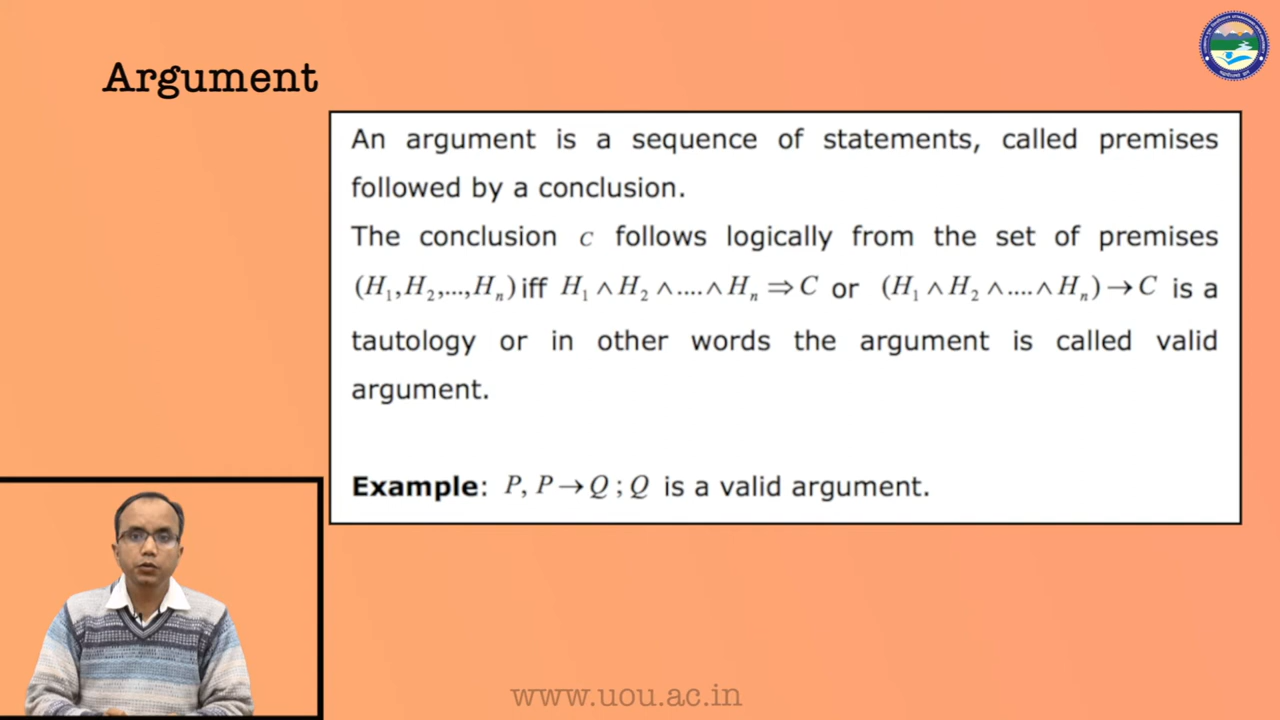 Argument
An argument is a sequence of statements, called premises
followed by a conclusion.
The conclusion C follows logically from the set of premises
(H₁,H₂,...,Hₙ) iff H₁ ∧ H₂ ∧ .... ∧ Hₙ ⇒ C or (H₁ ∧ H₂ ∧ .... ∧ Hₙ) → C is a
tautology or in other words the argument is called valid
argument.
Example: P, P → Q ; Q is a valid argument.
www.uou.ac.in